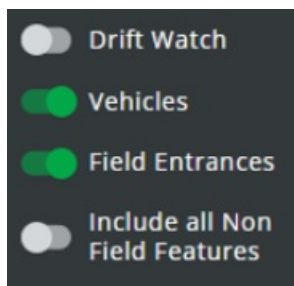 Drift Watch
Vehicles
Field Entrances
Include all Non
Field Features